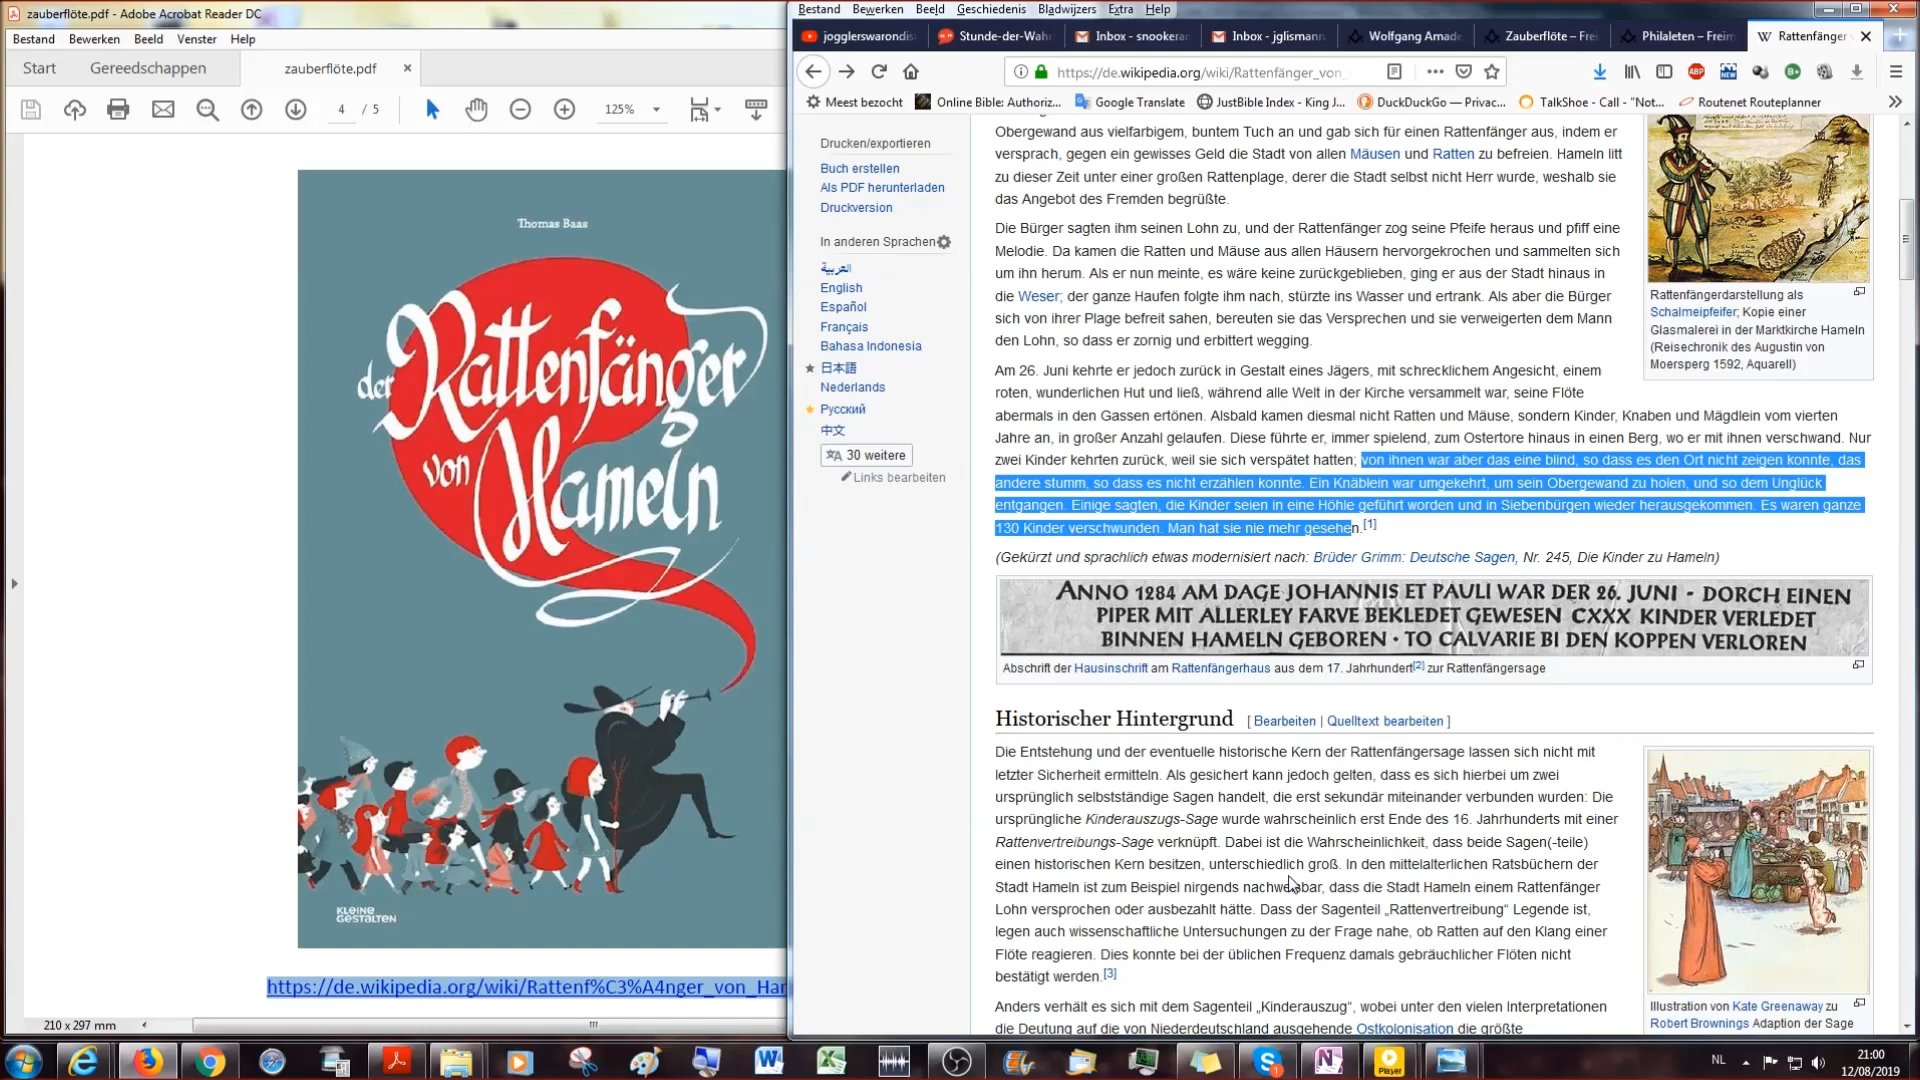 zauberflöte.pdf - Adobe Acrobat Reader DC
Bestand Bewerken Beeld Venster Help
Start Gereedschappen zauberflöte.pdf ×
4 / 5 125%
Thomas Baas
der Rattenfänger
von Hameln
KLEINE
GESTALTEN
https://de.wikipedia.org/wiki/Rattenf%C3%A4nger_von_Har
210 x 297 mm
Bestand Bewerken Beeld Geschiedenis Bladwijzers Extra Help
jogglerswarondis Stunde-der-Wahr Inbox - snookerar Inbox - jglismann. Wolfgang Amade Zauberflöte – Frei Philaleten – Freim Rattenfänger
https://de.wikipedia.org/wiki/Rattenfänger_von_
Meest bezocht Online Bible: Authoriz... Google Translate JustBible Index - King J... DuckDuckGo — Privac... TalkShoe - Call - "Not... Routenet Routeplanner
Drucken/exportieren
Buch erstellen
Als PDF herunterladen
Druckversion
In anderen Sprachen
العربية
English
Español
Français
Bahasa Indonesia
日本語
Nederlands
Русский
中文
30 weitere
Links bearbeiten
Obergewand aus vielfarbigem, buntem Tuch an und gab sich für einen Rattenfänger aus, indem er
versprach, gegen ein gewisses Geld die Stadt von allen Mäusen und Ratten zu befreien. Hameln litt
zu dieser Zeit unter einer großen Rattenplage, derer die Stadt selbst nicht Herr wurde, weshalb sie
das Angebot des Fremden begrüßte.
Die Bürger sagten ihm seinen Lohn zu, und der Rattenfänger zog seine Pfeife heraus und pfiff eine
Melodie. Da kamen die Ratten und Mäuse aus allen Häusern hervorgekrochen und sammelten sich
um ihn herum. Als er nun meinte, es wäre keine zurückgeblieben, ging er aus der Stadt hinaus in
die Weser; der ganze Haufen folgte ihm nach, stürzte ins Wasser und ertrank. Als aber die Bürger
sich von ihrer Plage befreit sahen, bereuten sie das Versprechen und sie verweigerten dem Mann
den Lohn, so dass er zornig und erbittert wegging.
Rattenfängerdarstellung als
Schalmeipfeifer; Kopie einer
Glasmalerei in der Marktkirche Hameln
(Reisechronik des Augustin von
Moersperg 1592, Aquarell)
Am 26. Juni kehrte er jedoch zurück in Gestalt eines Jägers, mit schrecklichem Angesicht, einem
roten, wunderlichen Hut und ließ, während alle Welt in der Kirche versammelt war, seine Flöte
abermals in den Gassen ertönen. Alsbald kamen diesmal nicht Ratten und Mäuse, sondern Kinder, Knaben und Mägdlein vom vierten
Jahre an, in großer Anzahl gelaufen. Diese führte er, immer spielend, zum Ostertore hinaus in einen Berg, wo er mit ihnen verschwand. Nur
zwei Kinder kehrten zurück, weil sie sich verspätet hatten; von ihnen war aber das eine blind, so dass es den Ort nicht zeigen konnte, das
andere stumm, so dass es nicht erzählen konnte. Ein Knäblein war umgekehrt, um sein Obergewand zu holen, und so dem Unglück
entgangen. Einige sagten, die Kinder seien in eine Höhle geführt worden und in Siebenbürgen wieder herausgekommen. Es waren ganze
130 Kinder verschwunden. Man hat sie nie mehr gesehen.[1]
(Gekürzt und sprachlich etwas modernisiert nach: Brüder Grimm: Deutsche Sagen, Nr. 245, Die Kinder zu Hameln)
ANNO 1284 AM DAGE JOHANNIS ET PAULI WAR DER 26. JUNI - DORCH EINEN
PIPER MIT ALLERLEY FARVE BEKLEDET GEWESEN CXXX KINDER VERLEDET
BINNEN HAMELN GEBOREN · TO CALVARIE BI DEN KOPPEN VERLOREN
Abschrift der Hausinschrift am Rattenfängerhaus aus dem 17. Jahrhundert[2] zur Rattenfängersage
Historischer Hintergrund [ Bearbeiten | Quelltext bearbeiten ]
Die Entstehung und der eventuelle historische Kern der Rattenfängersage lassen sich nicht mit
letzter Sicherheit ermitteln. Als gesichert kann jedoch gelten, dass es sich hierbei um zwei
ursprünglich selbstständige Sagen handelt, die erst sekundär miteinander verbunden wurden: Die
ursprüngliche Kinderauszugs-Sage wurde wahrscheinlich erst Ende des 16. Jahrhunderts mit einer
Rattenvertreibungs-Sage verknüpft. Dabei ist die Wahrscheinlichkeit, dass beide Sagen(-teile)
einen historischen Kern besitzen, unterschiedlich groß. In den mittelalterlichen Ratsbüchern der
Stadt Hameln ist zum Beispiel nirgends nachweisbar, dass die Stadt Hameln einem Rattenfänger
Lohn versprochen oder ausbezahlt hätte. Dass der Sagenteil „Rattenvertreibung“ Legende ist,
legen auch wissenschaftliche Untersuchungen zu der Frage nahe, ob Ratten auf den Klang einer
Flöte reagieren. Dies konnte bei der üblichen Frequenz damals gebräuchlicher Flöten nicht
bestätigt werden.[3]
Anders verhält es sich mit dem Sagenteil „Kinderauszug“, wobei unter den vielen Interpretationen
die Deutung auf die von Niederdeutschland ausgehende Ostkolonisation die größte
Illustration von Kate Greenaway zu
Robert Brownings Adaption der Sage
NL 21:00
12/08/2019